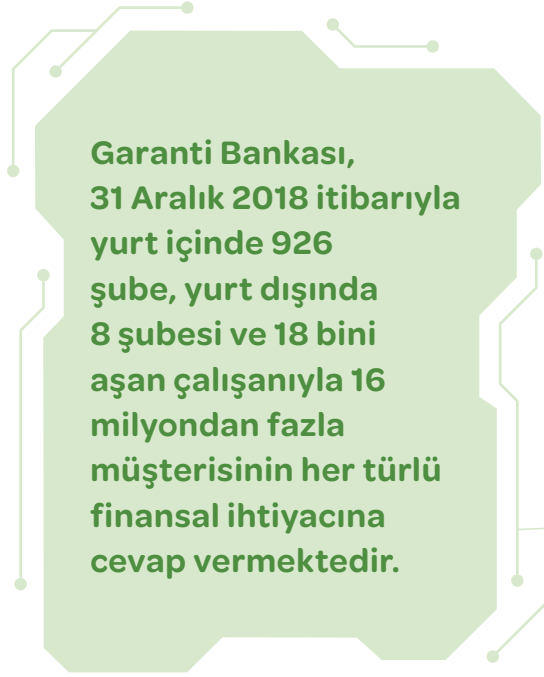 Garanti Bankası,
31 Aralık 2018 itibarıyla
yurt içinde 926
şube, yurt dışında
8 şubesi ve 18 bini
aşan çalışanıyla 16
milyondan fazla
müşterisinin her türlü
finansal ihtiyacına
cevap vermektedir.